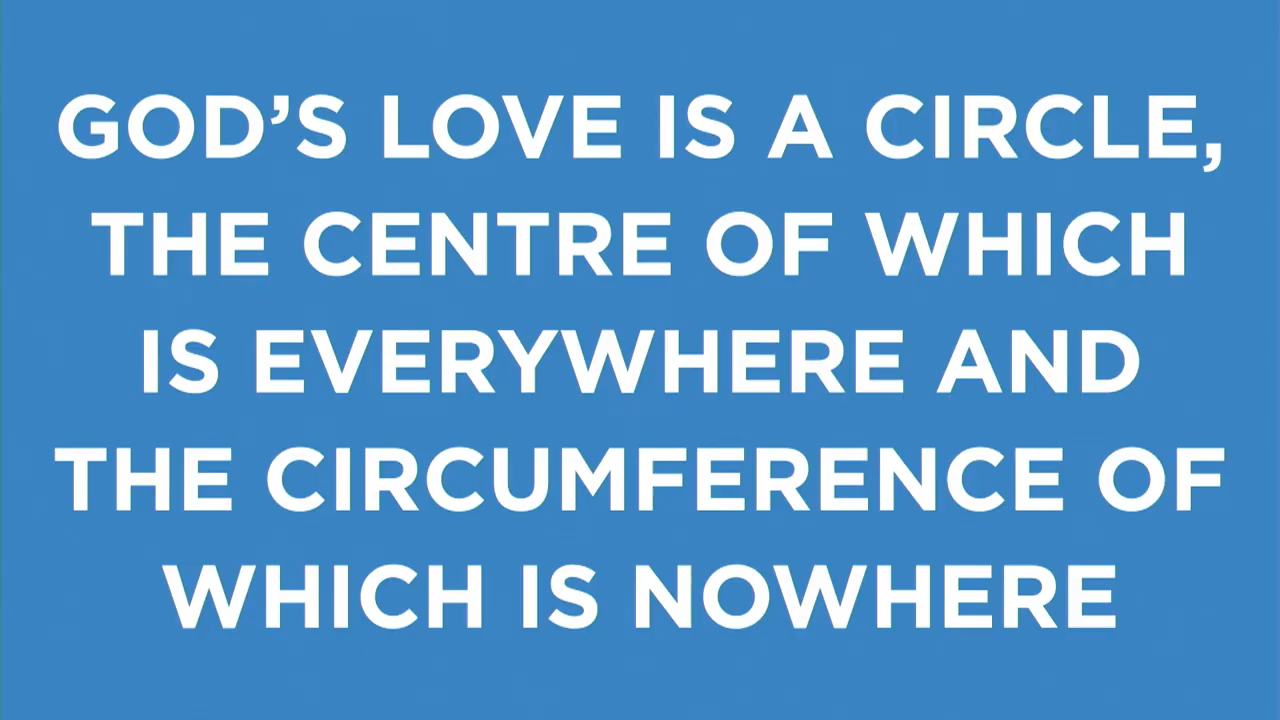 GOD’S LOVE IS A CIRCLE,
THE CENTRE OF WHICH
IS EVERYWHERE AND
THE CIRCUMFERENCE OF
WHICH IS NOWHERE